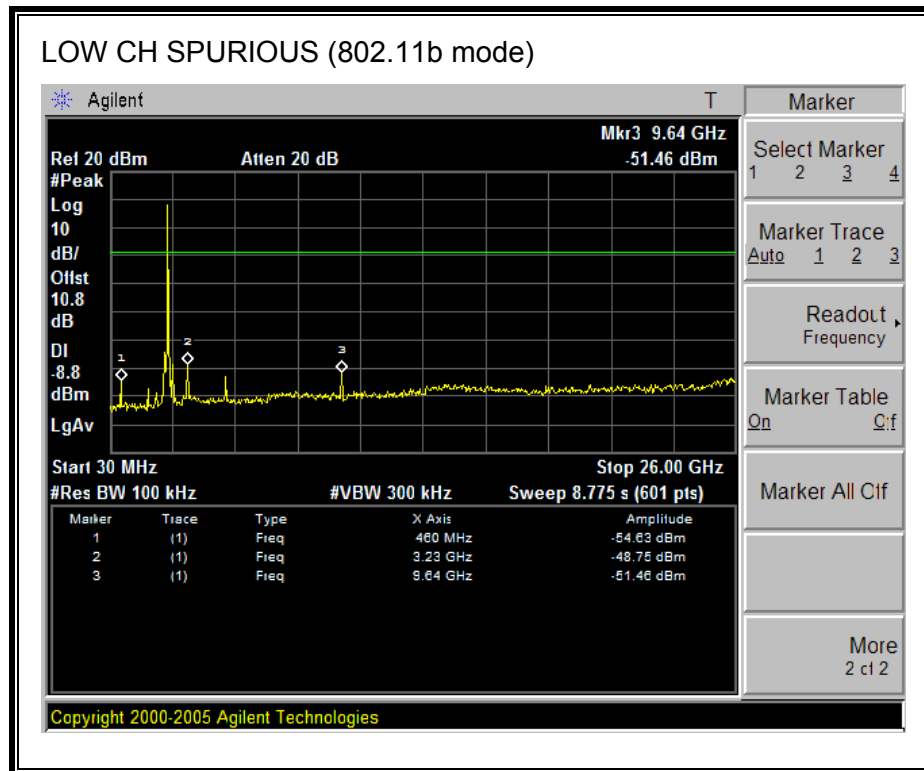 LOW CH SPURIOUS (802.11b mode)
Agilent T
Mkr3 9.64 GHz
Ref 20 dBm Atten 20 dB -51.46 dBm
#Peak
Log
10
dB/
Offst
10.8
dB
DI
-8.8
dBm
LgAv
1
2
3
Start 30 MHz Stop 26.00 GHz
#Res BW 100 kHz #VBW 300 kHz Sweep 8.775 s (601 pts)
Marker Trace Type X Axis Amplitude
1 (1) Freq 460 MHz -54.63 dBm
2 (1) Freq 3.23 GHz -48.75 dBm
3 (1) Freq 9.64 GHz -51.46 dBm
Copyright 2000-2005 Agilent Technologies
Marker
Select Marker
1 2 3 4
Marker Trace
Auto 1 2 3
Readout
Frequency
Marker Table
On Off
Marker All Off
More
2 of 2